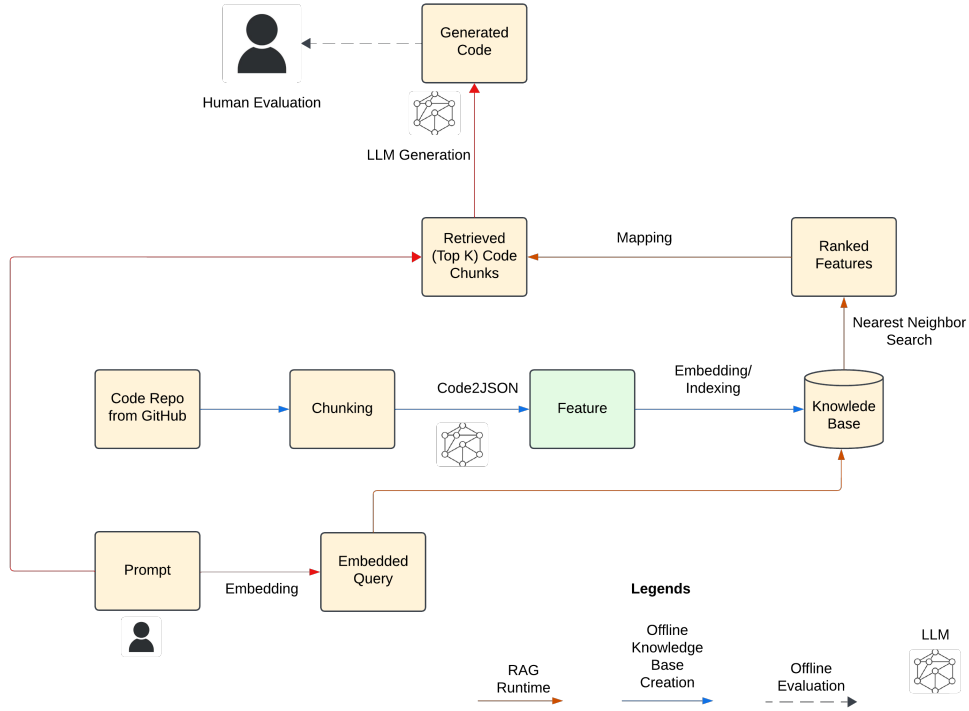 Generated
Code
Human Evaluation
LLM Generation
Retrieved
(Top K) Code
Chunks
Mapping
Ranked
Features
Nearest Neighbor
Search
Code Repo
from GitHub
Chunking
Code2JSON
Feature
Embedding/
Indexing
Knowlede
Base
Prompt
Embedding
Embedded
Query
Legends
RAG
Runtime
Offline
Knowledge
Base
Creation
Offline
Evaluation
LLM